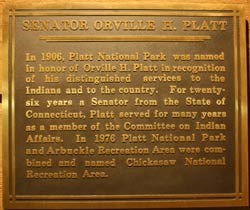 SENATOR ORVILLE H. PLATT
In 1906, Platt National Park was named
in honor of Orville H. Platt in recognition
of his distinguished services to the
Indians and to the country. For twenty-
six years a Senator from the State of
Connecticut, Platt served for many years
as a member of the Committee on Indian
Affairs. In 1976 Platt National Park
and Arbuckle Recreation Area were com-
bined and named Chickasaw National
Recreation Area.